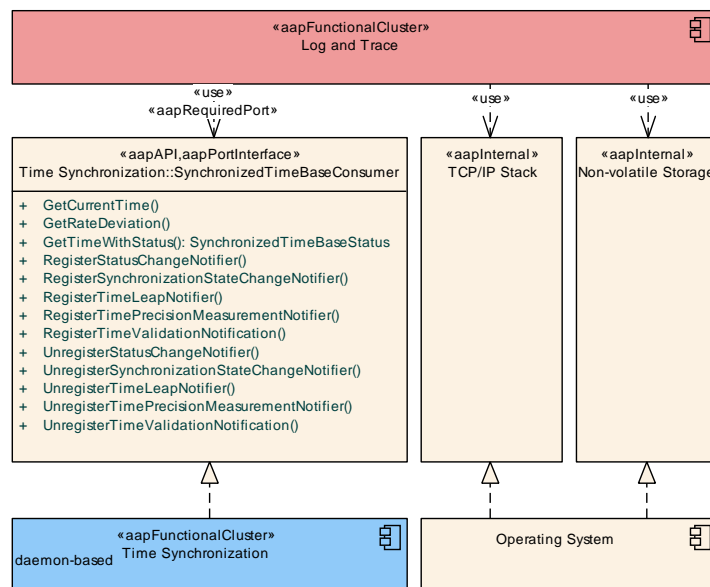 «aapFunctionalCluster»
Log and Trace
«use»
«aapRequiredPort»
«use»
«use»
«aapAPI,aapPortInterface»
Time Synchronization::SynchronizedTimeBaseConsumer
+ GetCurrentTime()
+ GetRateDeviation()
+ GetTimeWithStatus(): SynchronizedTimeBaseStatus
+ RegisterStatusChangeNotifier()
+ RegisterSynchronizationStateChangeNotifier()
+ RegisterTimeLeapNotifier()
+ RegisterTimePrecisionMeasurementNotifier()
+ RegisterTimeValidationNotification()
+ UnregisterStatusChangeNotifier()
+ UnregisterSynchronizationStateChangeNotifier()
+ UnregisterTimeLeapNotifier()
+ UnregisterTimePrecisionMeasurementNotifier()
+ UnregisterTimeValidationNotification()
«aapInternal»
TCP/IP Stack
«aapInternal»
Non-volatile Storage
«aapFunctionalCluster»
Time Synchronization
daemon-based
Operating System